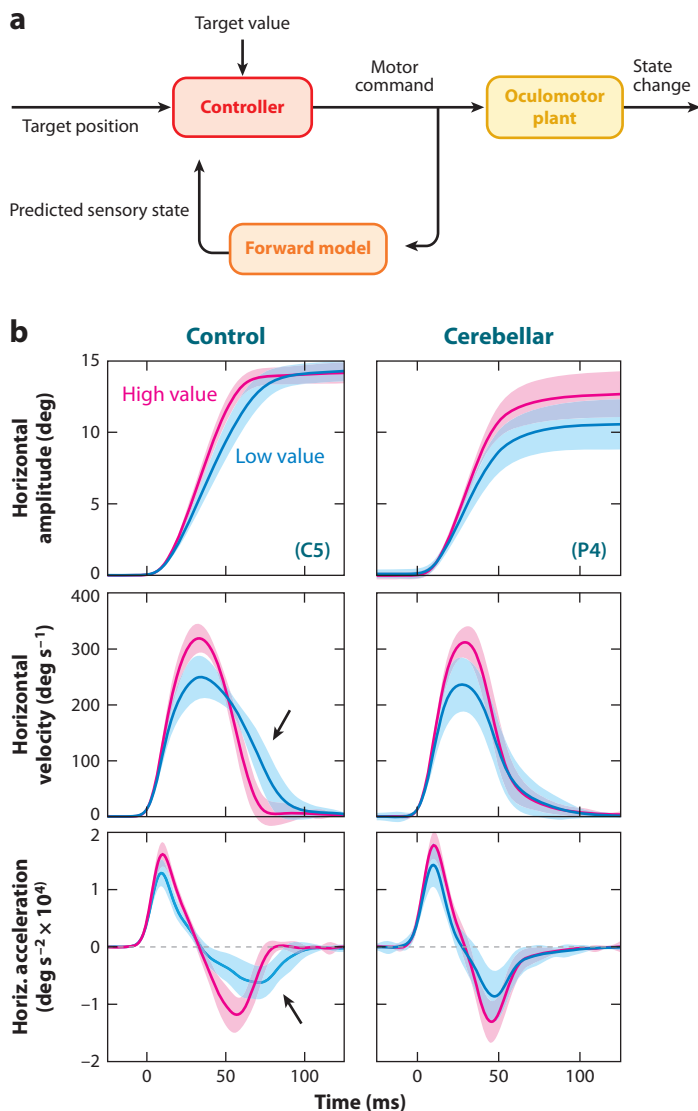 a
Target value
Controller
Target position
Motor
command
Oculomotor
plant
State
change
Predicted sensory state
Forward model
b
Control
Cerebellar
Horizontal
amplitude (deg)
15
10
5
0
High value
Low value
(C5)
(P4)
Horizontal
velocity (deg s⁻¹)
400
300
200
100
0
Horiz. acceleration
(deg s⁻² × 10⁴)
2
1
0
−1
−2
0 50 100
0 50 100
Time (ms)